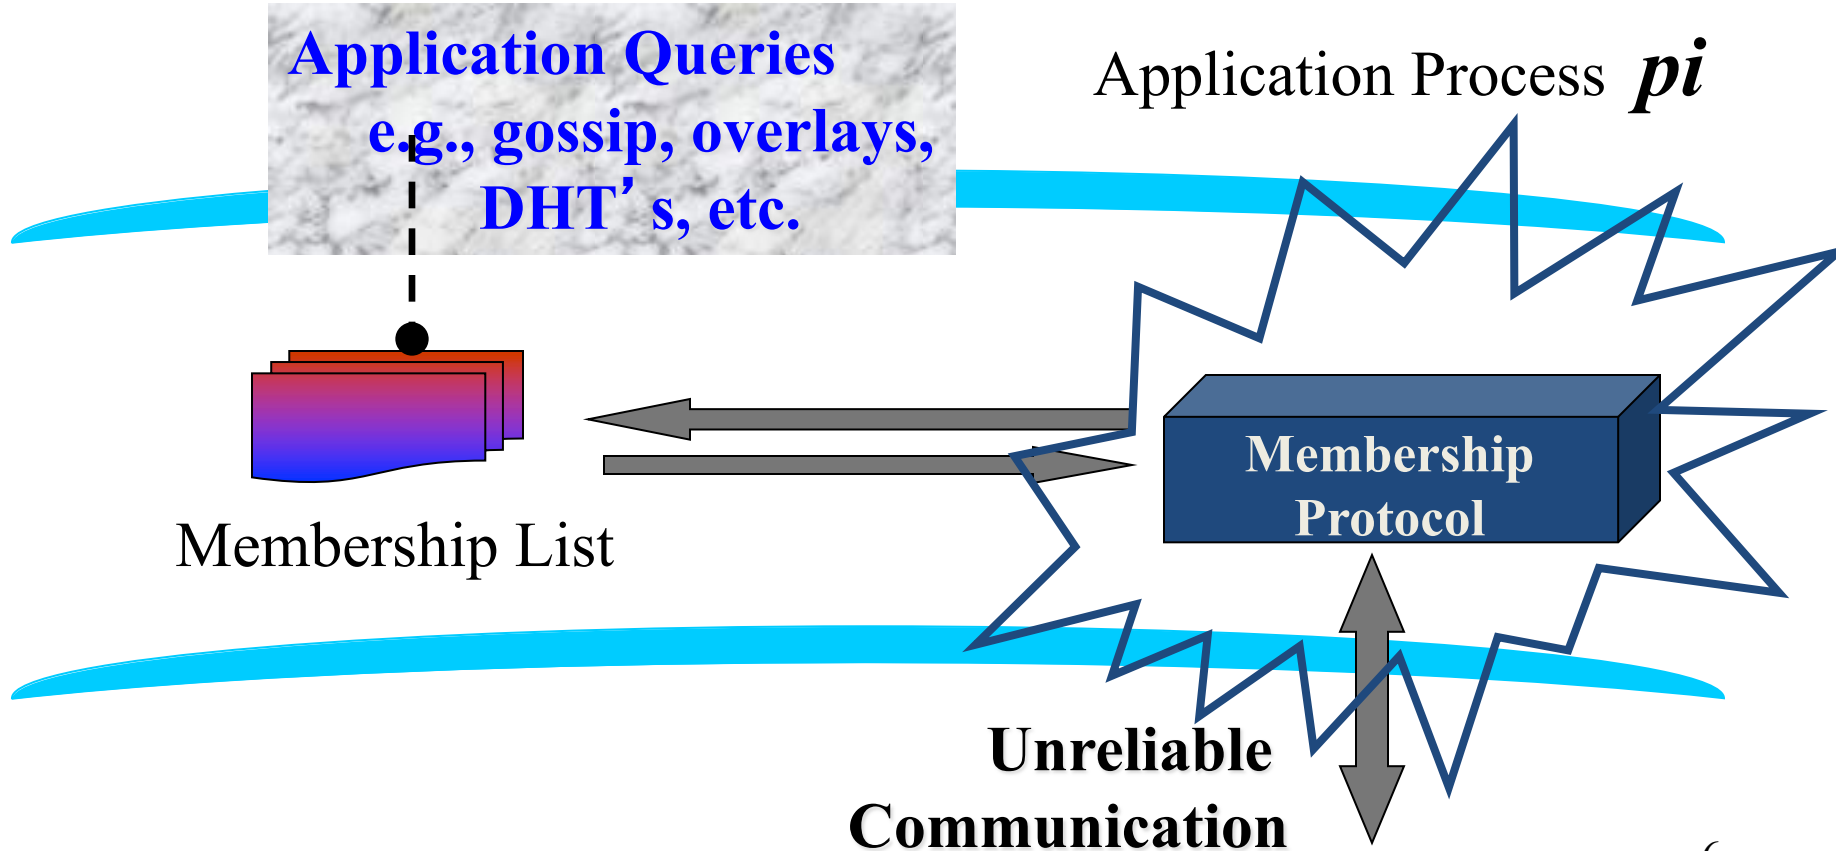 Application Queries
e.g., gossip, overlays,
DHT’s, etc.
Application Process pi
Membership
Protocol
Membership List
Unreliable
Communication